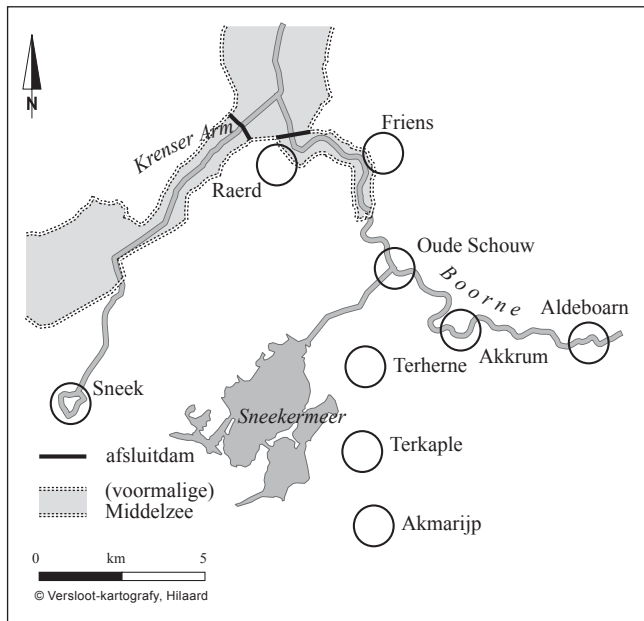 N
Krenser Arm
Friens
Raerd
Oude Schouw
Boorne
Aldeboarn
Akkrum
Terherne
Sneek
Sneekermeer
Terkaple
afsluitdam
(voormalige)
Middelzee
Akmarijp
0 km 5
© Versloot-kartografy, Hilaard